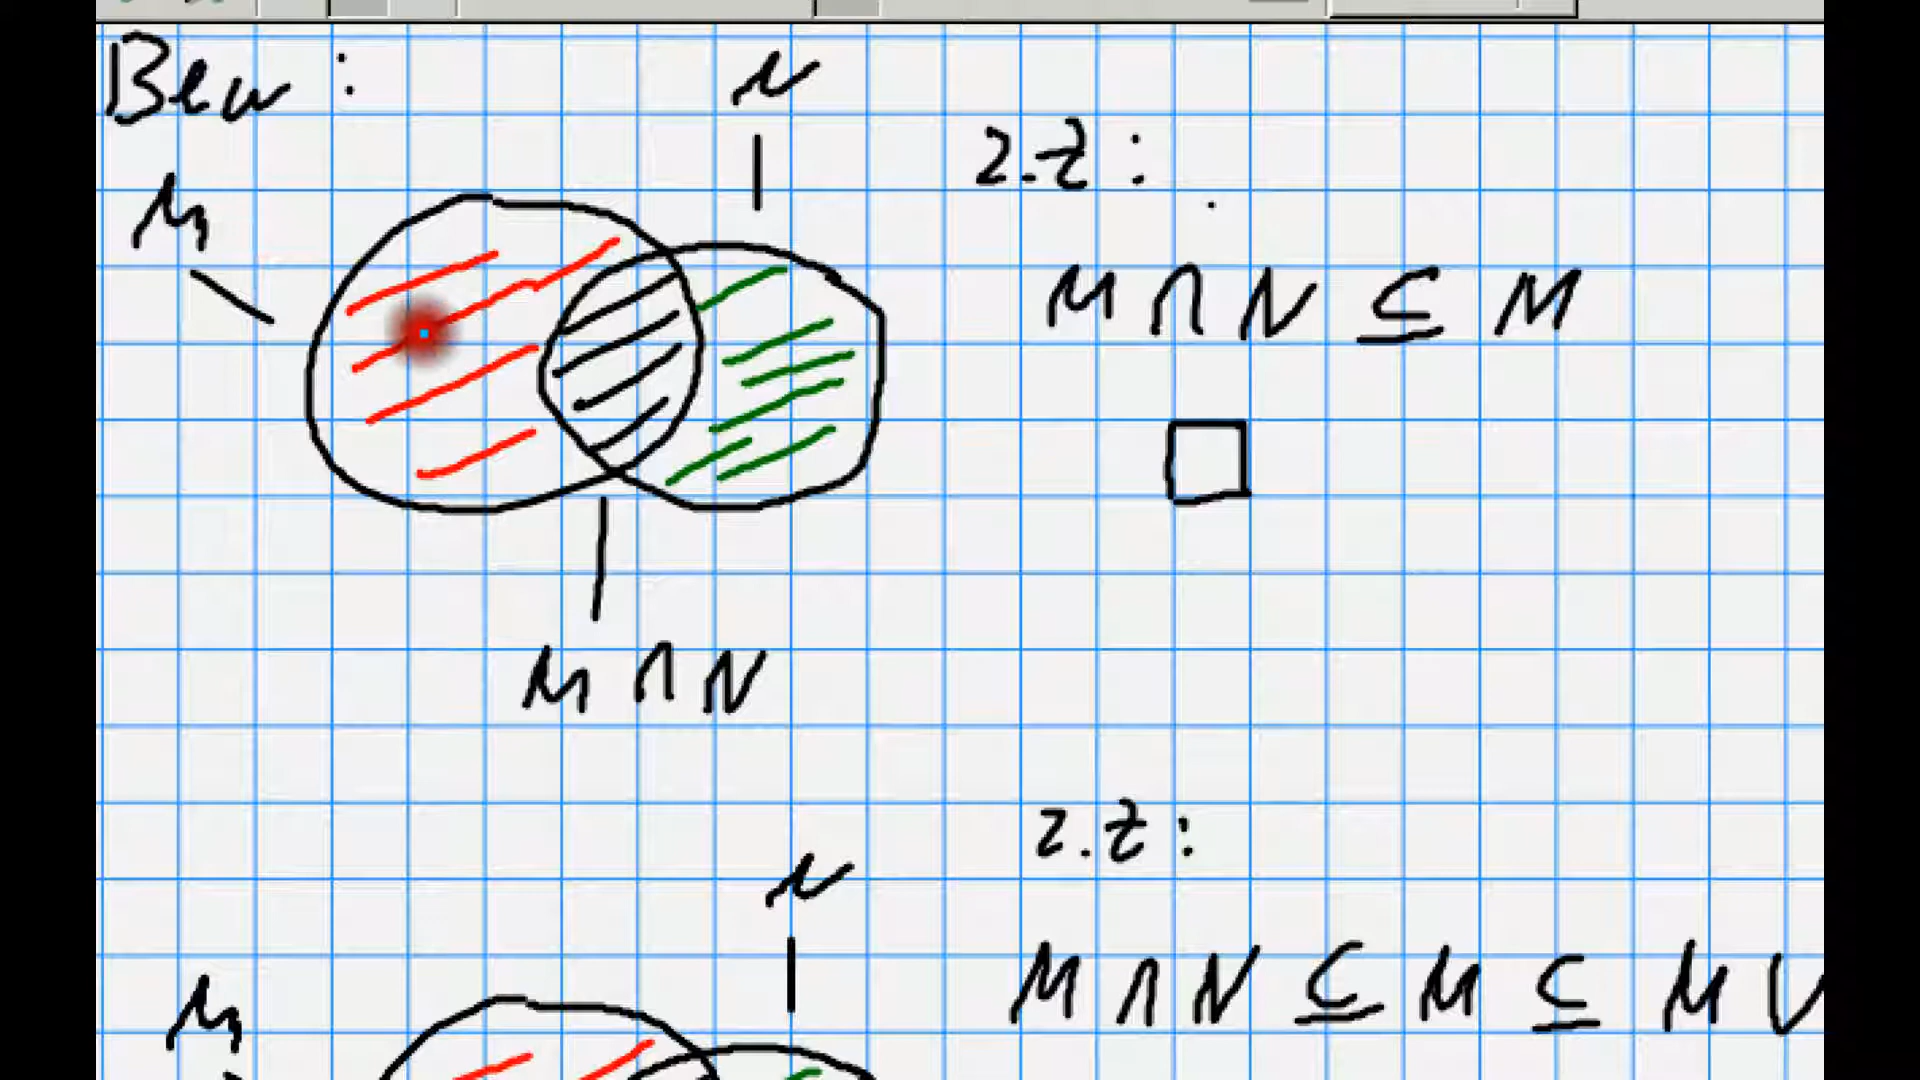 Bew:
N
z.z:
M
M ∩ N ⊆ M
M ∩ N
z.z:
N
M ∩ N ⊆ M ⊆ M ∪
M